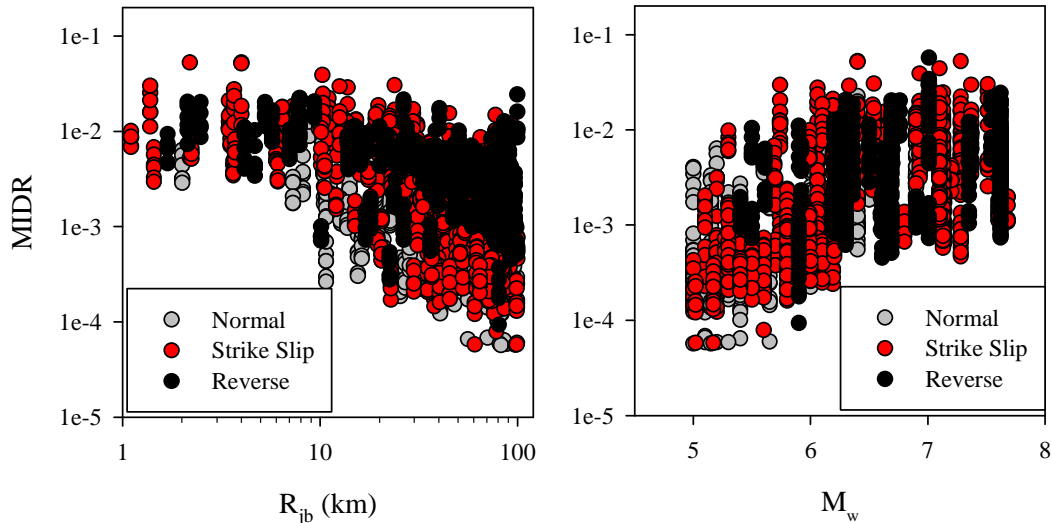 1e-1
1e-2
1e-3
1e-4
1e-5
MIDR
Normal
Strike Slip
Reverse
1 10 100
R_jb (km)
1e-1
1e-2
1e-3
1e-4
1e-5
Normal
Strike Slip
Reverse
5 6 7 8
M_w